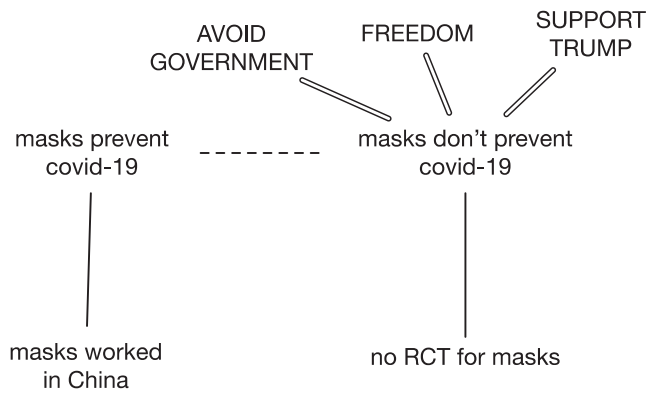 AVOID
GOVERNMENT
FREEDOM
SUPPORT
TRUMP
masks prevent
covid-19
masks don’t prevent
covid-19
masks worked
in China
no RCT for masks